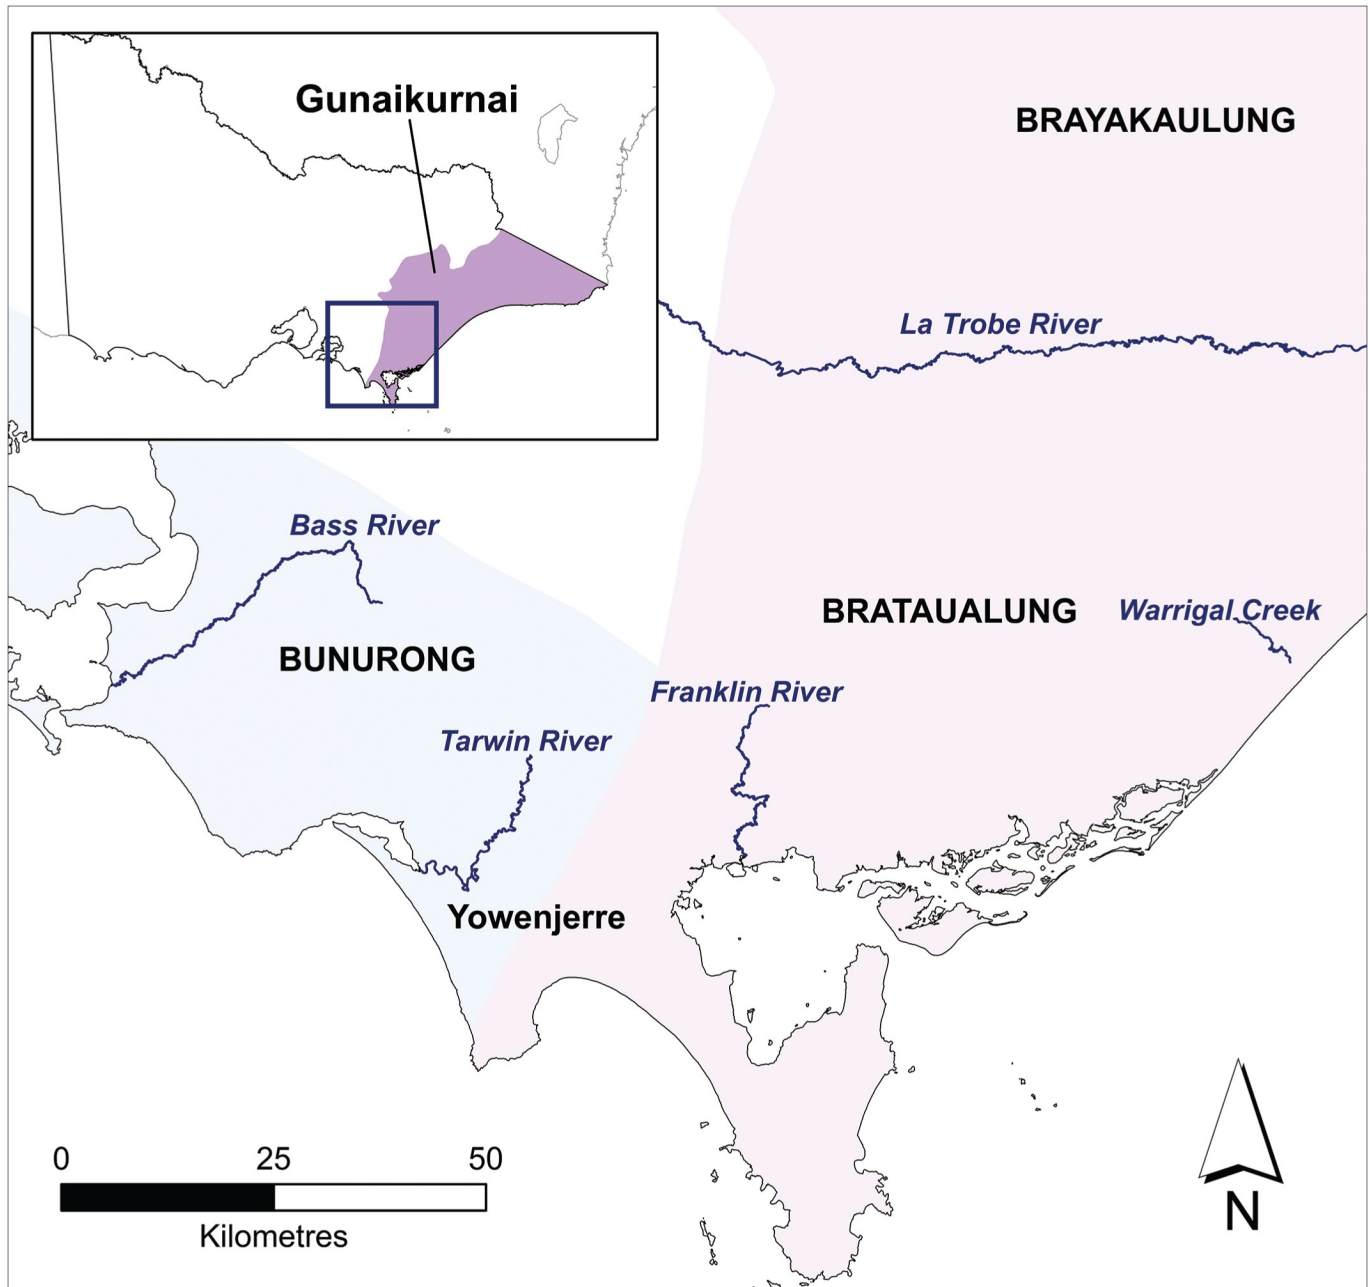 Gunaikurnai
BRAYAKAULUNG
La Trobe River
Bass River
BRATAUALUNG
Warrigal Creek
BUNURONG
Franklin River
Tarwin River
Yowenjerre
0 25 50
Kilometres
N